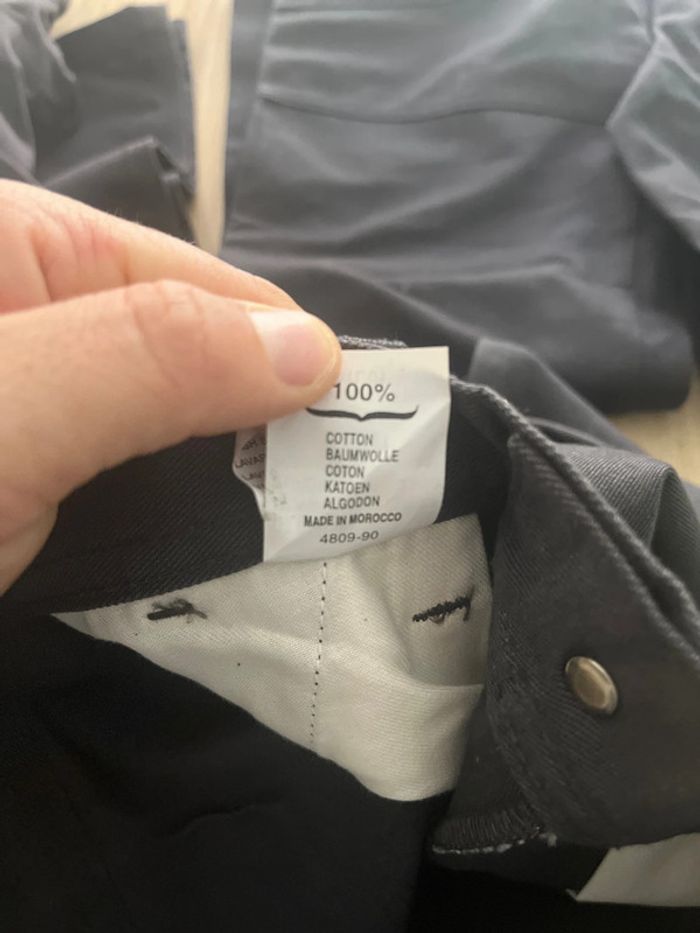 100%
COTTON
BAUMWOLLE
COTON
KATOEN
ALGODON
MADE IN MOROCCO
4809-90